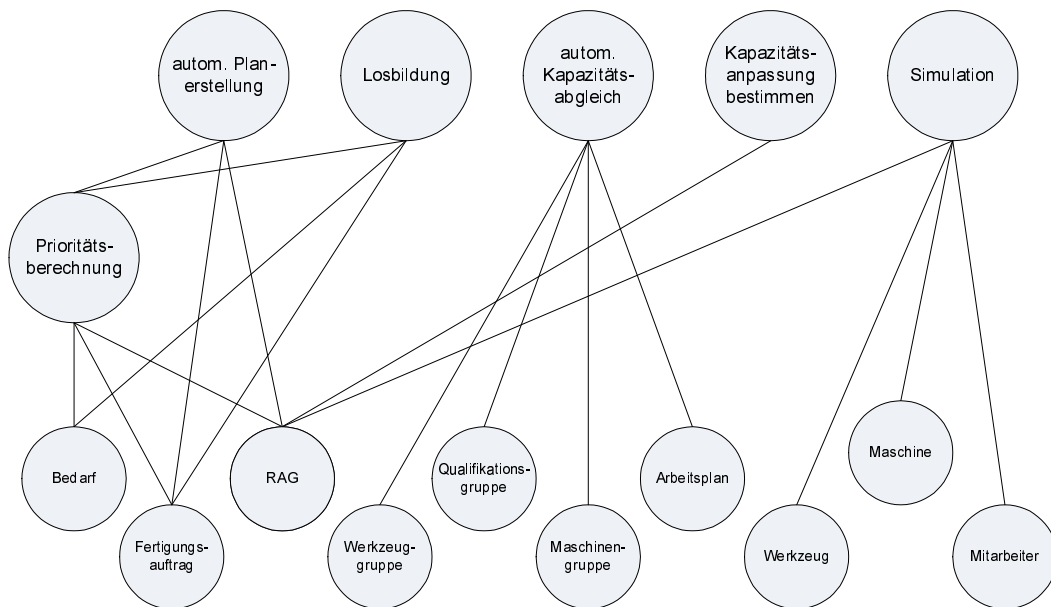 autom. Plan-
erstellung
Losbildung
autom.
Kapazitäts-
abgleich
Kapazitäts-
anpassung
bestimmen
Simulation
Prioritäts-
berechnung
Bedarf
RAG
Qualifikations-
gruppe
Arbeitsplan
Maschine
Fertigungs-
auftrag
Werkzeug-
gruppe
Maschinen-
gruppe
Werkzeug
Mitarbeiter